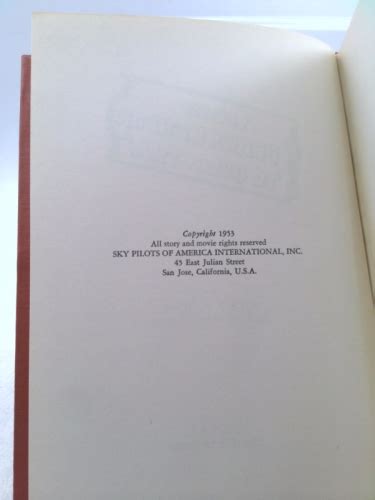 Copyright 1953
All story and movie rights reserved
SKY PILOTS OF AMERICA INTERNATIONAL, INC.
45 East Julian Street
San Jose, California, U.S.A.